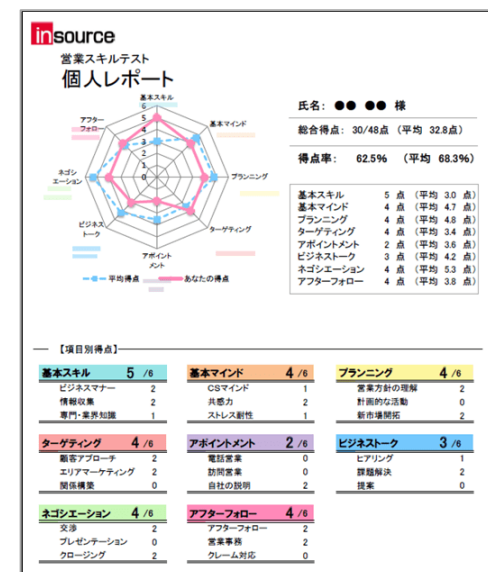 insource
営業スキルテスト
個人レポート
基本スキル
6
5
4
3
2
1
0
基本マインド
プランニング
ターゲティング
アポイント
メント
ビジネス
トーク
ネゴシ
エーション
アフター
フォロー
平均得点 あなたの得点
氏名: ●● ●● 様
総合得点: 30/48点 (平均 32.8点)
得点率: 62.5% (平均 68.3%)
基本スキル 5 点 (平均 3.0 点)
基本マインド 4 点 (平均 4.7 点)
プランニング 4 点 (平均 4.8 点)
ターゲティング 4 点 (平均 3.4 点)
アポイントメント 2 点 (平均 3.6 点)
ビジネストーク 3 点 (平均 4.2 点)
ネゴシエーション 4 点 (平均 5.3 点)
アフターフォロー 4 点 (平均 3.8 点)
【項目別得点】
基本スキル 5 /6
ビジネスマナー 2
情報収集 2
専門・業界知識 1
基本マインド 4 /6
CSマインド 1
共感力 2
ストレス耐性 1
プランニング 4 /6
営業方針の理解 2
計画的な活動 0
新市場開拓 2
ターゲティング 4 /6
顧客アプローチ 2
エリアマーケティング 2
関係構築 0
アポイントメント 2 /6
電話営業 0
訪問営業 0
自社の説明 2
ビジネストーク 3 /6
ヒアリング 1
課題解決 2
提案 0
ネゴシエーション 4 /6
交渉 2
プレゼンテーション 0
クロージング 2
アフターフォロー 4 /6
アフターフォロー 2
営業事務 2
クレーム対応 0